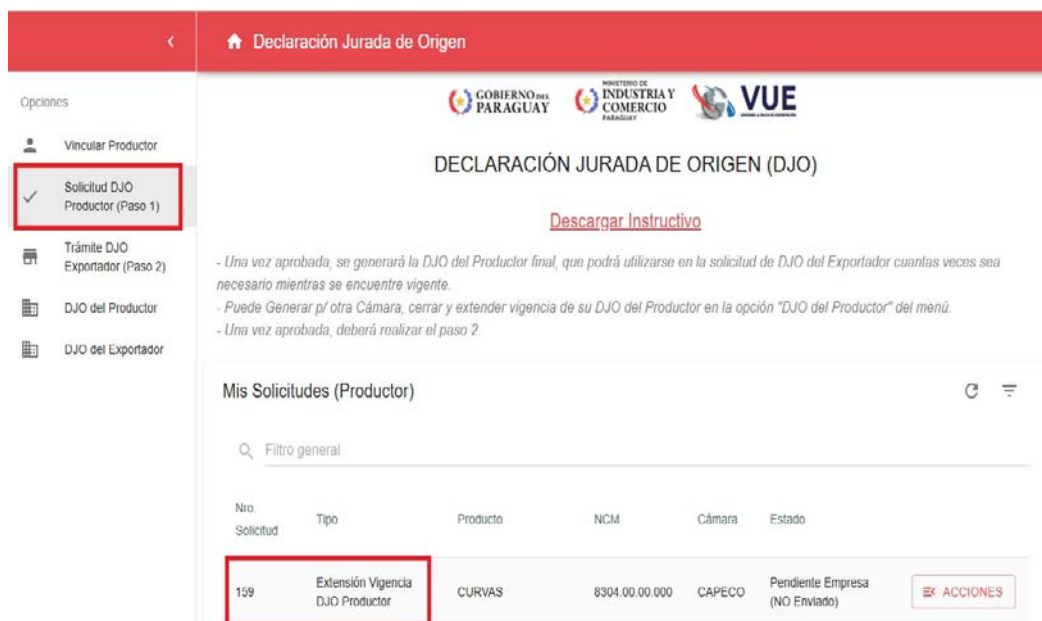 Declaración Jurada de Origen
Opciones
Vincular Productor
Solicitud DJO
Productor (Paso 1)
Trámite DJO
Exportador (Paso 2)
DJO del Productor
DJO del Exportador
GOBIERNO DEL
PARAGUAY
MINISTERIO DE
INDUSTRIA Y
COMERCIO
PARAGUAY
VUE
DECLARACIÓN JURADA DE ORIGEN (DJO)
Descargar Instructivo
- Una vez aprobada, se generará la DJO del Productor final, que podrá utilizarse en la solicitud de DJO del Exportador cuantas veces sea
necesario mientras se encuentre vigente.
- Puede Generar p/ otra Cámara, cerrar y extender vigencia de su DJO del Productor en la opción "DJO del Productor" del menú.
- Una vez aprobada, deberá realizar el paso 2.
Mis Solicitudes (Productor)
Filtro general
Nro.
Solicitud
Tipo
Producto
NCM
Cámara
Estado
159
Extensión Vigencia
DJO Productor
CURVAS
8304.00.00.000
CAPECO
Pendiente Empresa
(NO Enviado)
ACCIONES